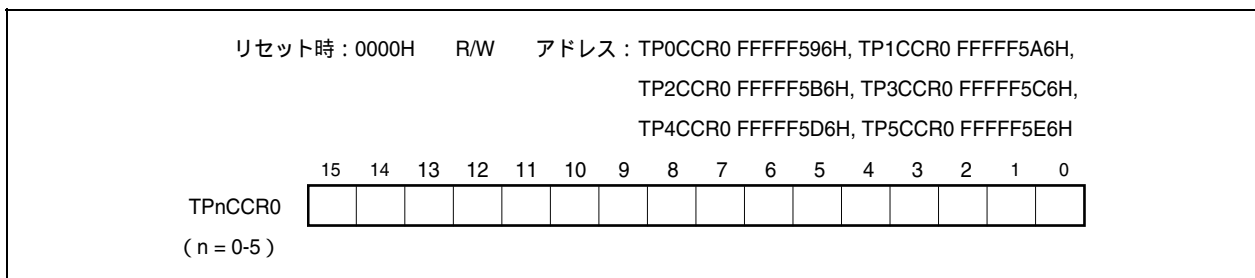 リセット時：0000H R/W アドレス：TP0CCR0 FFFFF596H, TP1CCR0 FFFFF5A6H,
TP2CCR0 FFFFF5B6H, TP3CCR0 FFFFF5C6H,
TP4CCR0 FFFFF5D6H, TP5CCR0 FFFFF5E6H
15 14 13 12 11 10 9 8 7 6 5 4 3 2 1 0
TPnCCR0
（n = 0-5）